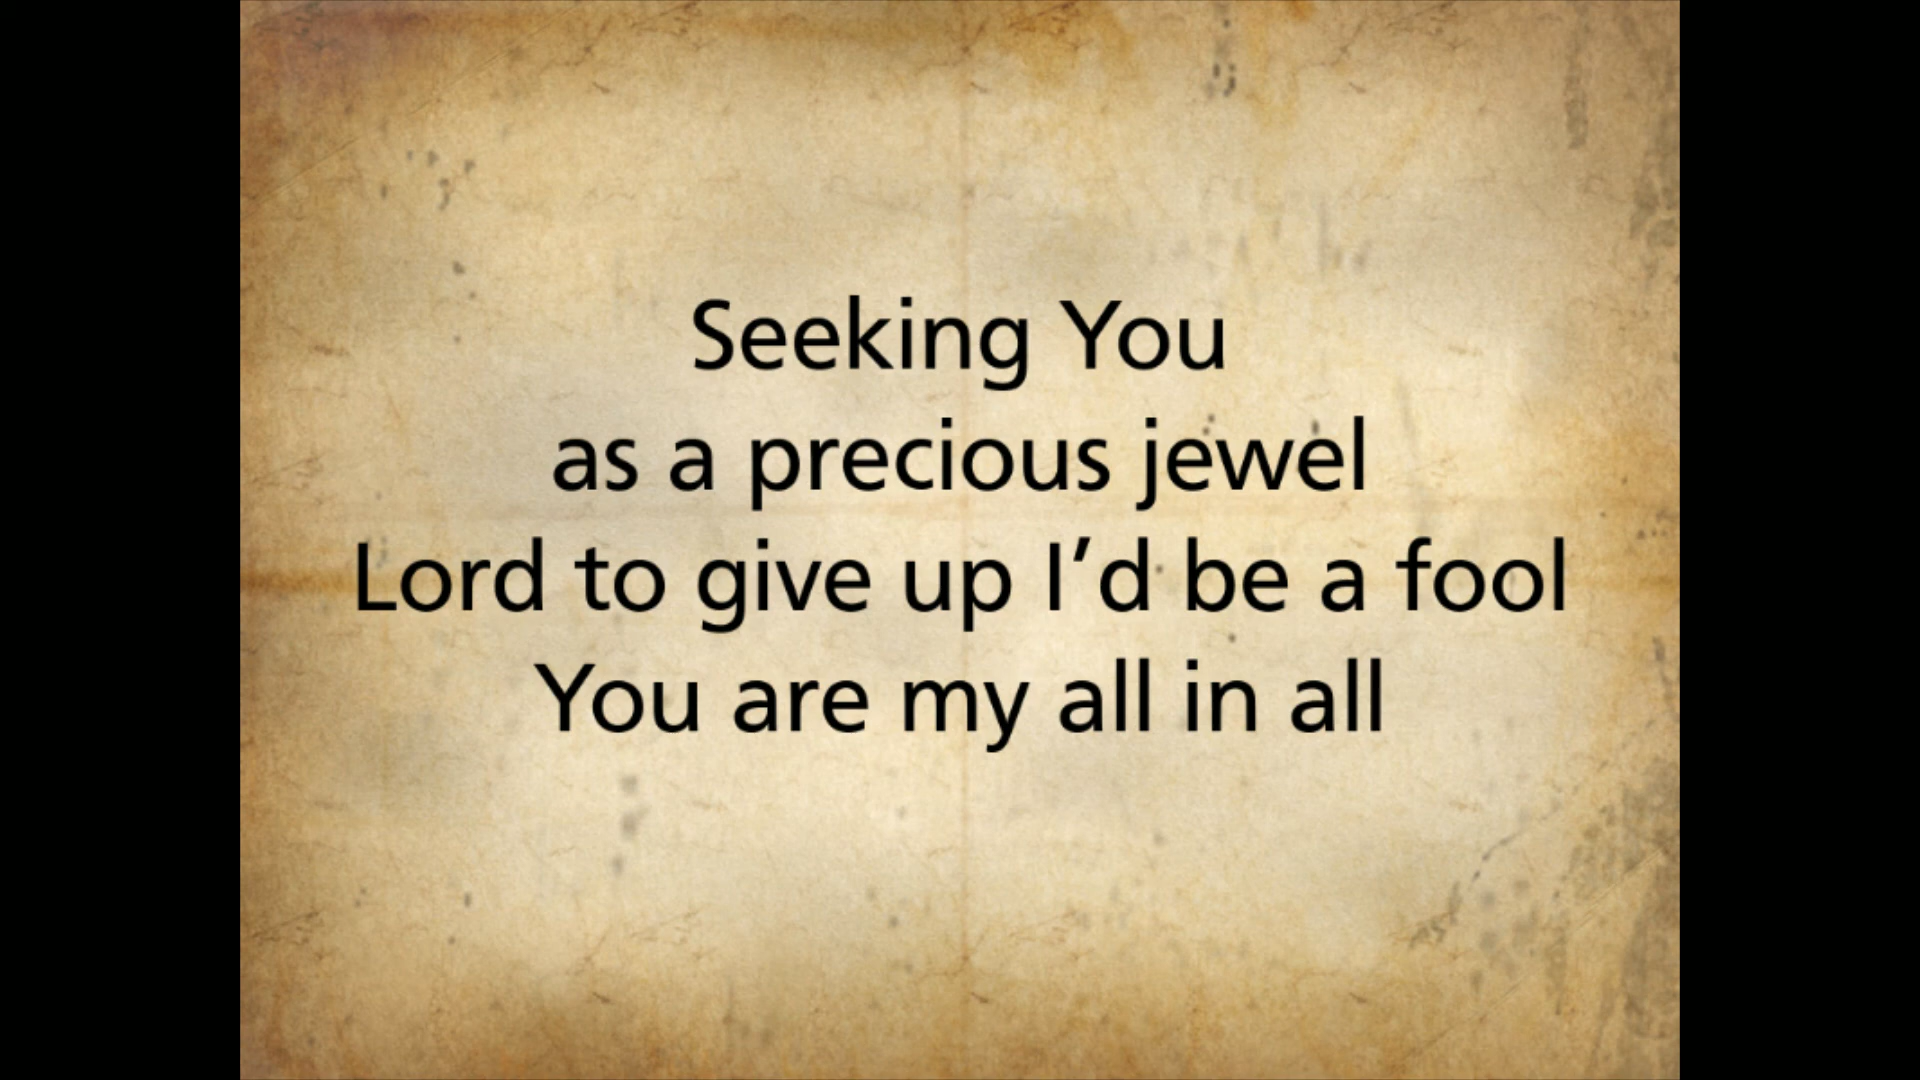 Seeking You
as a precious jewel
Lord to give up I’d be a fool
You are my all in all